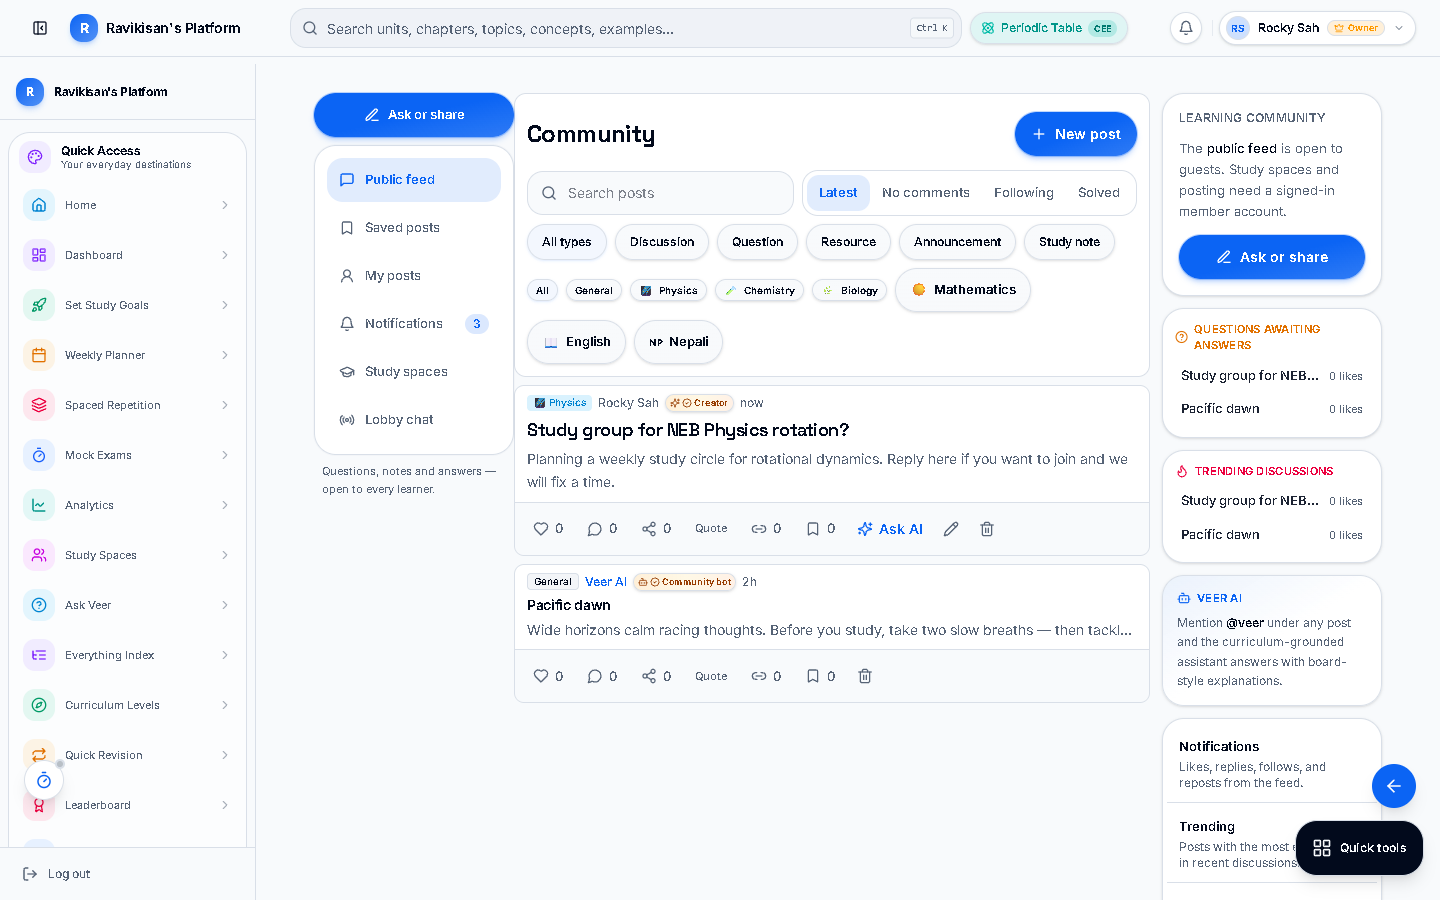 R
Ravikisan's Platform
Search units, chapters, topics, concepts, examples...
Ctrl K
Periodic Table
CEE
RS
Rocky Sah
Owner
R
Ravikisan's Platform
Quick Access
Your everyday destinations
Home
Dashboard
Set Study Goals
Weekly Planner
Spaced Repetition
Mock Exams
Analytics
Study Spaces
Ask Veer
Everything Index
Curriculum Levels
Quick Revision
Leaderboard
Log out
Ask or share
Public feed
Saved posts
My posts
Notifications 3
Study spaces
Lobby chat
Questions, notes and answers —
open to every learner.
Community
New post
Search posts
Latest No comments Following Solved
All types Discussion Question Resource Announcement Study note
All General Physics Chemistry Biology Mathematics
English NP Nepali
Physics Rocky Sah Creator now
Study group for NEB Physics rotation?
Planning a weekly study circle for rotational dynamics. Reply here if you want to join and we
will fix a time.
0 0 0 Quote 0 0 Ask AI
General Veer AI Community bot 2h
Pacific dawn
Wide horizons calm racing thoughts. Before you study, take two slow breaths — then tackl...
0 0 0 Quote 0 0
LEARNING COMMUNITY
The public feed is open to
guests. Study spaces and
posting need a signed-in
member account.
Ask or share
QUESTIONS AWAITING
ANSWERS
Study group for NEB... 0 likes
Pacific dawn 0 likes
TRENDING DISCUSSIONS
Study group for NEB... 0 likes
Pacific dawn 0 likes
VEER AI
Mention @veer under any post
and the curriculum-grounded
assistant answers with board-
style explanations.
Notifications
Likes, replies, follows, and
reposts from the feed.
Trending
Posts with the most
in recent discussions
Quick tools